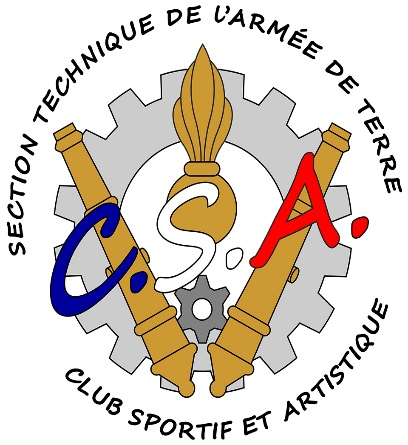 SECTION TECHNIQUE DE L'ARMÉE DE TERRE
C.S.A.
CLUB SPORTIF ET ARTISTIQUE